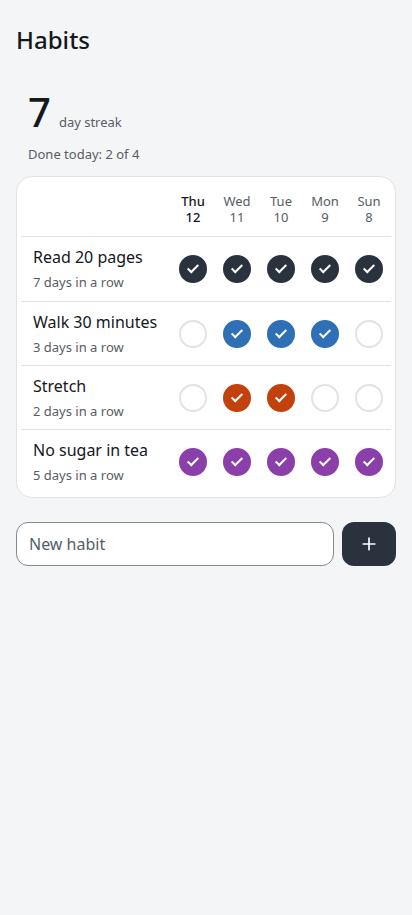 Habits
7 day streak
Done today: 2 of 4
Thu Wed Tue Mon Sun
12 11 10 9 8
Read 20 pages
7 days in a row
Walk 30 minutes
3 days in a row
Stretch
2 days in a row
No sugar in tea
5 days in a row
New habit